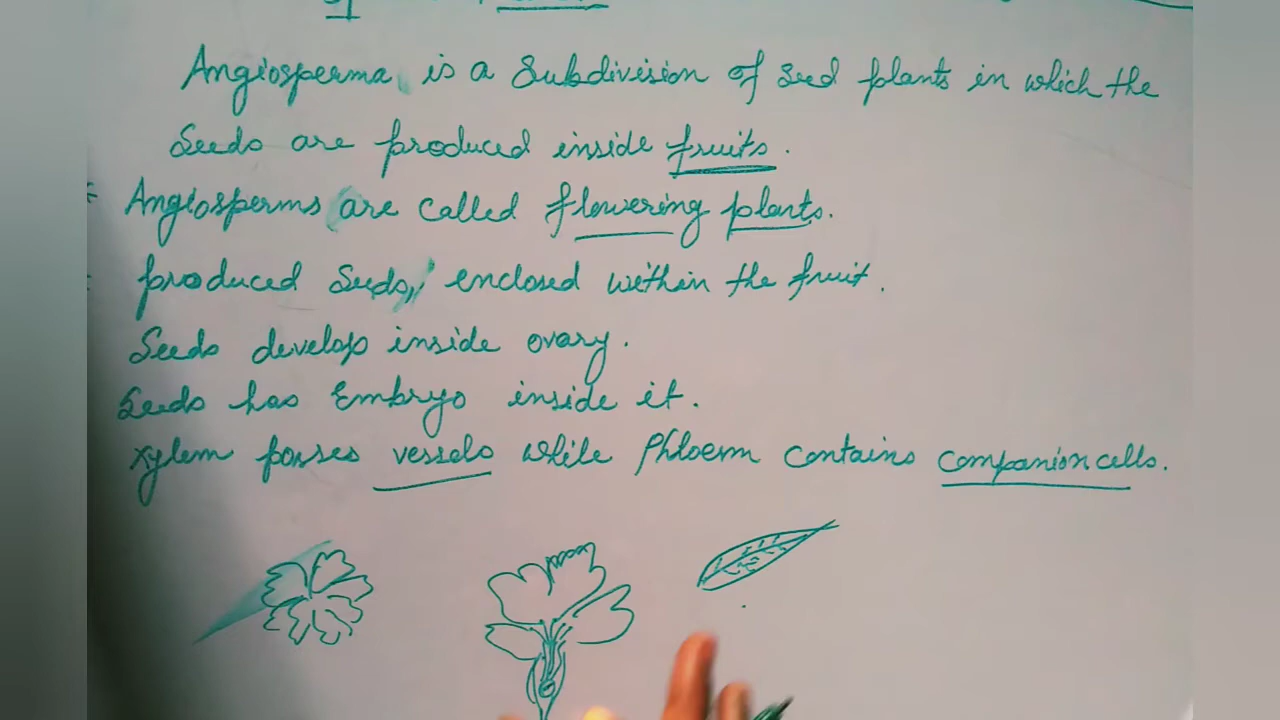 Angiosperma is a Subdivision of Seed plants in which the
Seeds are produced inside fruits.
Angiosperms are called flowering plants.
produced Seeds, enclosed within the fruit.
Seeds develop inside ovary.
Seeds has Embryo inside it.
xylem posses vessels while Phloem contains companion cells.